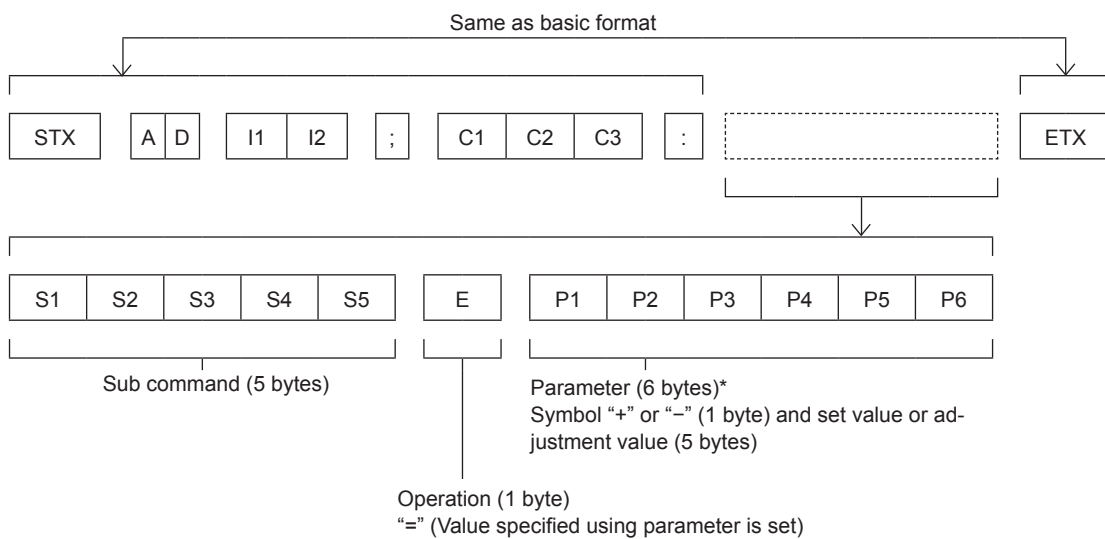 Same as basic format
STX A D I1 I2 ; C1 C2 C3 : ETX
S1 S2 S3 S4 S5 E P1 P2 P3 P4 P5 P6
Sub command (5 bytes)
Parameter (6 bytes)*
Symbol “+” or “−” (1 byte) and set value or ad-
justment value (5 bytes)
Operation (1 byte)
“=” (Value specified using parameter is set)